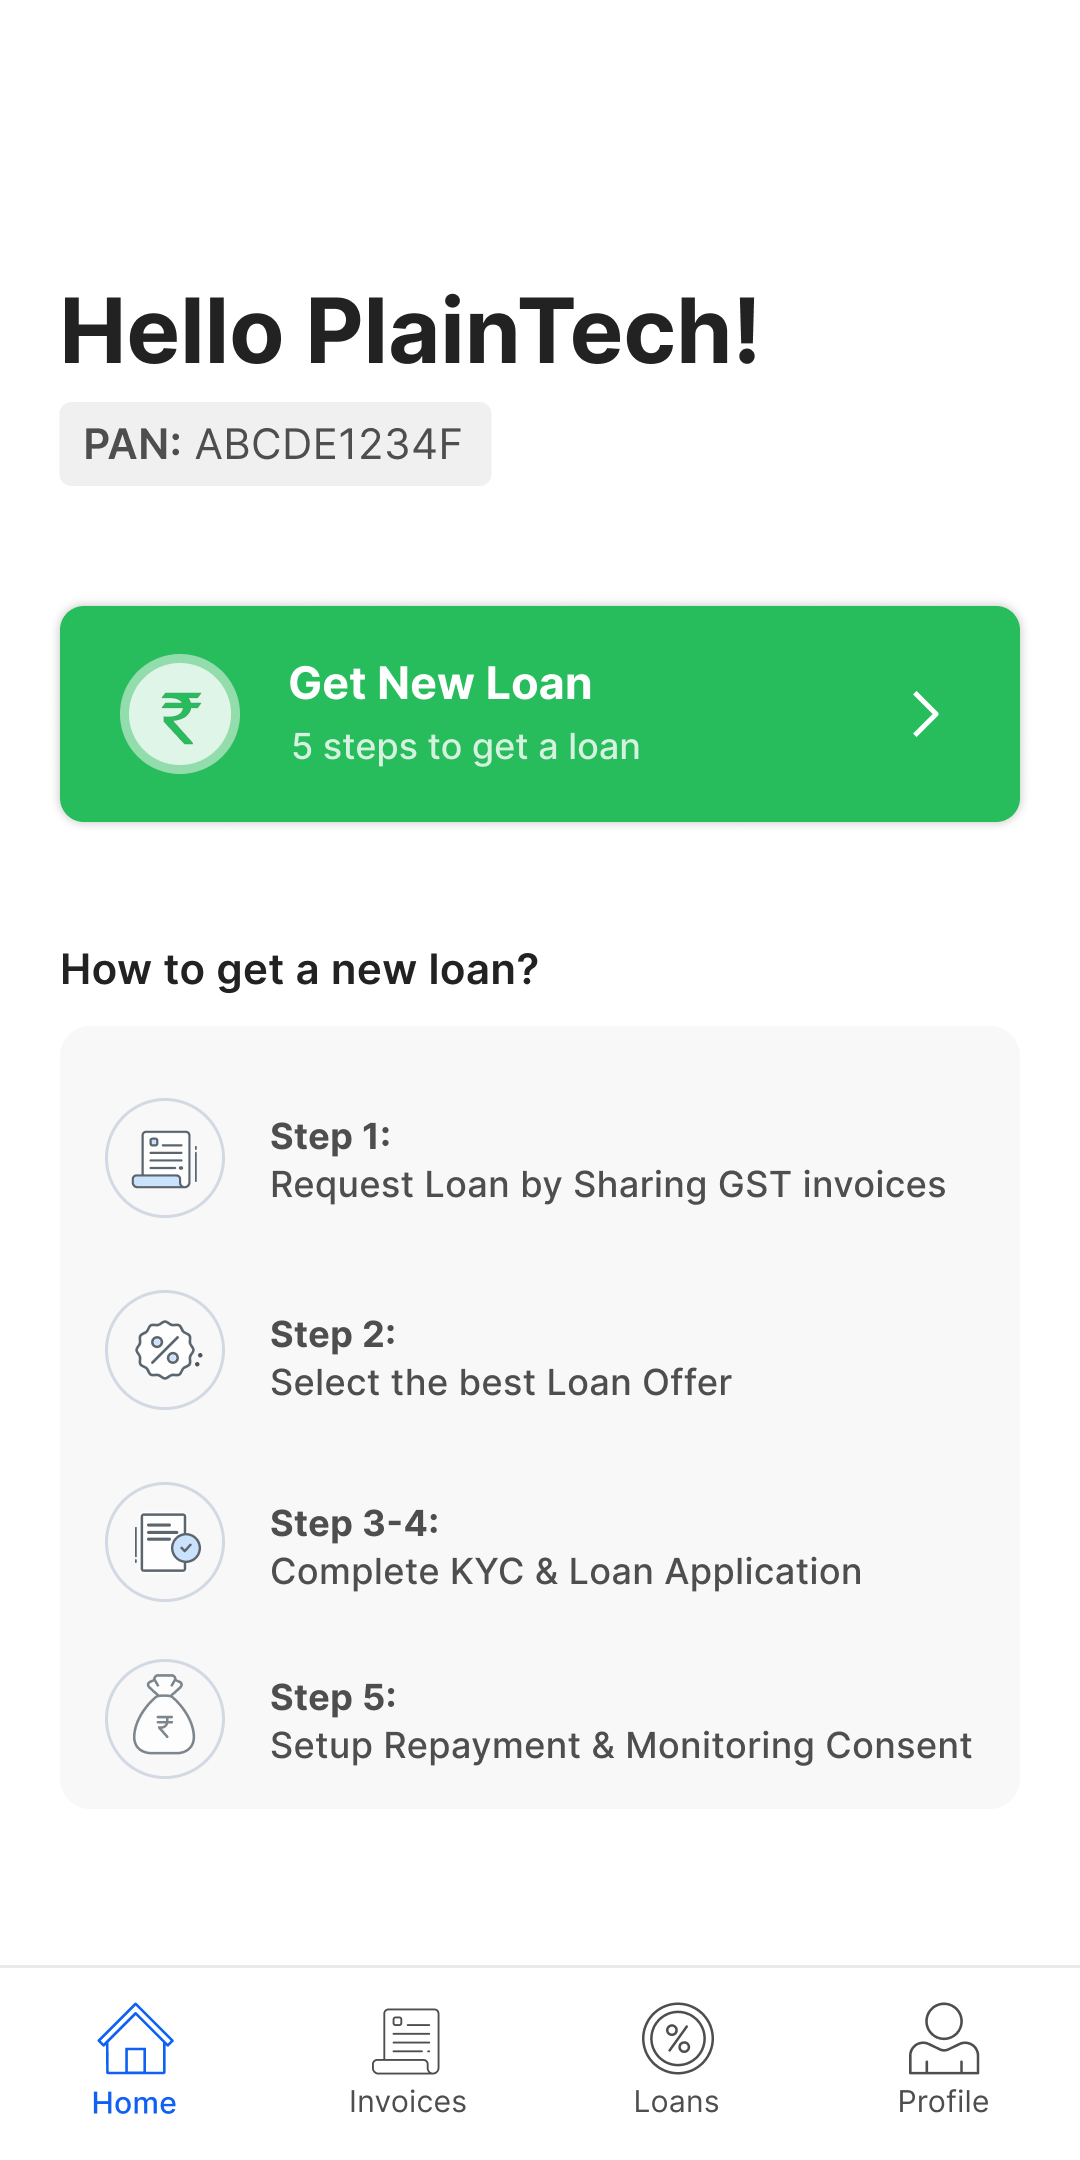 Hello PlainTech!
PAN: ABCDE1234F
₹
Get New Loan
5 steps to get a loan
How to get a new loan?
Step 1:
Request Loan by Sharing GST invoices
%
Step 2:
Select the best Loan Offer
Step 3-4:
Complete KYC & Loan Application
₹
Step 5:
Setup Repayment & Monitoring Consent
%
Home Invoices Loans Profile